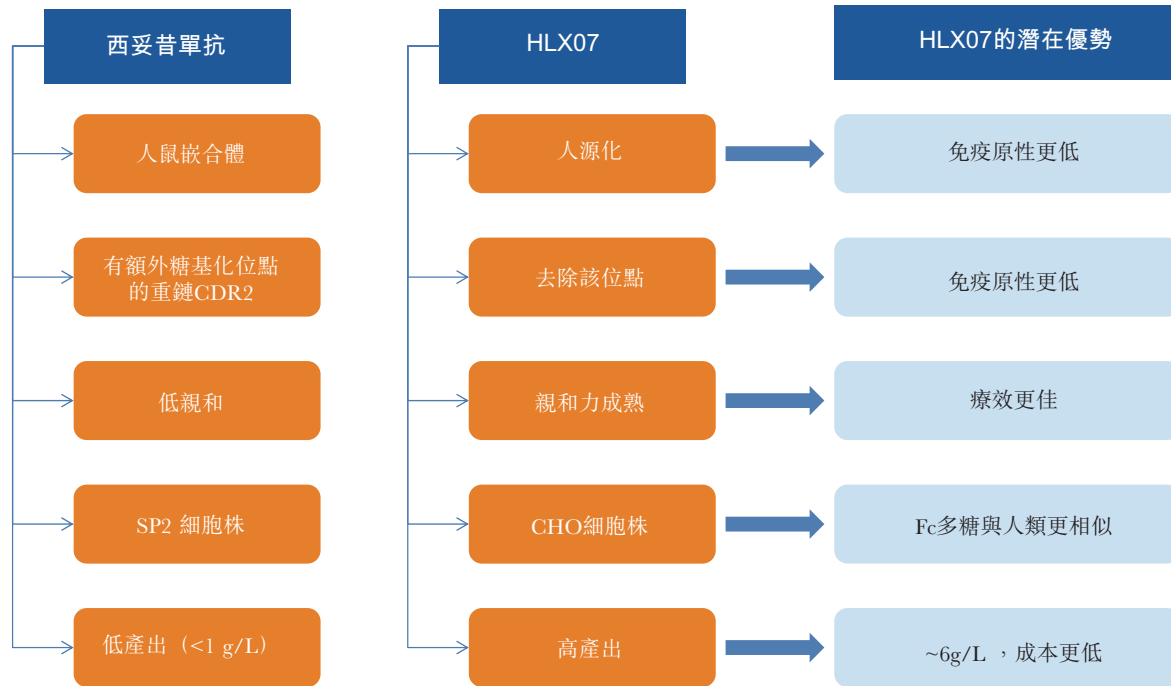 西妥昔單抗
HLX07
HLX07的潛在優勢
人鼠嵌合體
人源化
免疫原性更低
有額外糖基化位點
的重鏈CDR2
去除該位點
免疫原性更低
低親和
親和力成熟
療效更佳
SP2 細胞株
CHO細胞株
Fc多糖與人類更相似
低產出（<1 g/L）
高產出
~6g/L ，成本更低